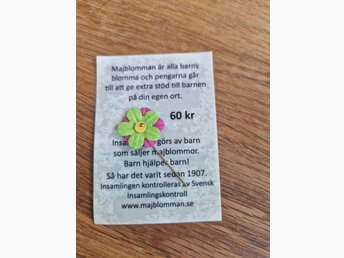 Majblomman är alla barns
blomma och pengarna går
till att ge extra stöd till barnen
på din egen ort.
60 kr
görs av barn
som säljer majblommor.
Barn hjälper barn!
Så har det varit sedan 1907.
Insamlingen kontrolleras av Svensk
Insamlingskontroll
www.majblomman.se